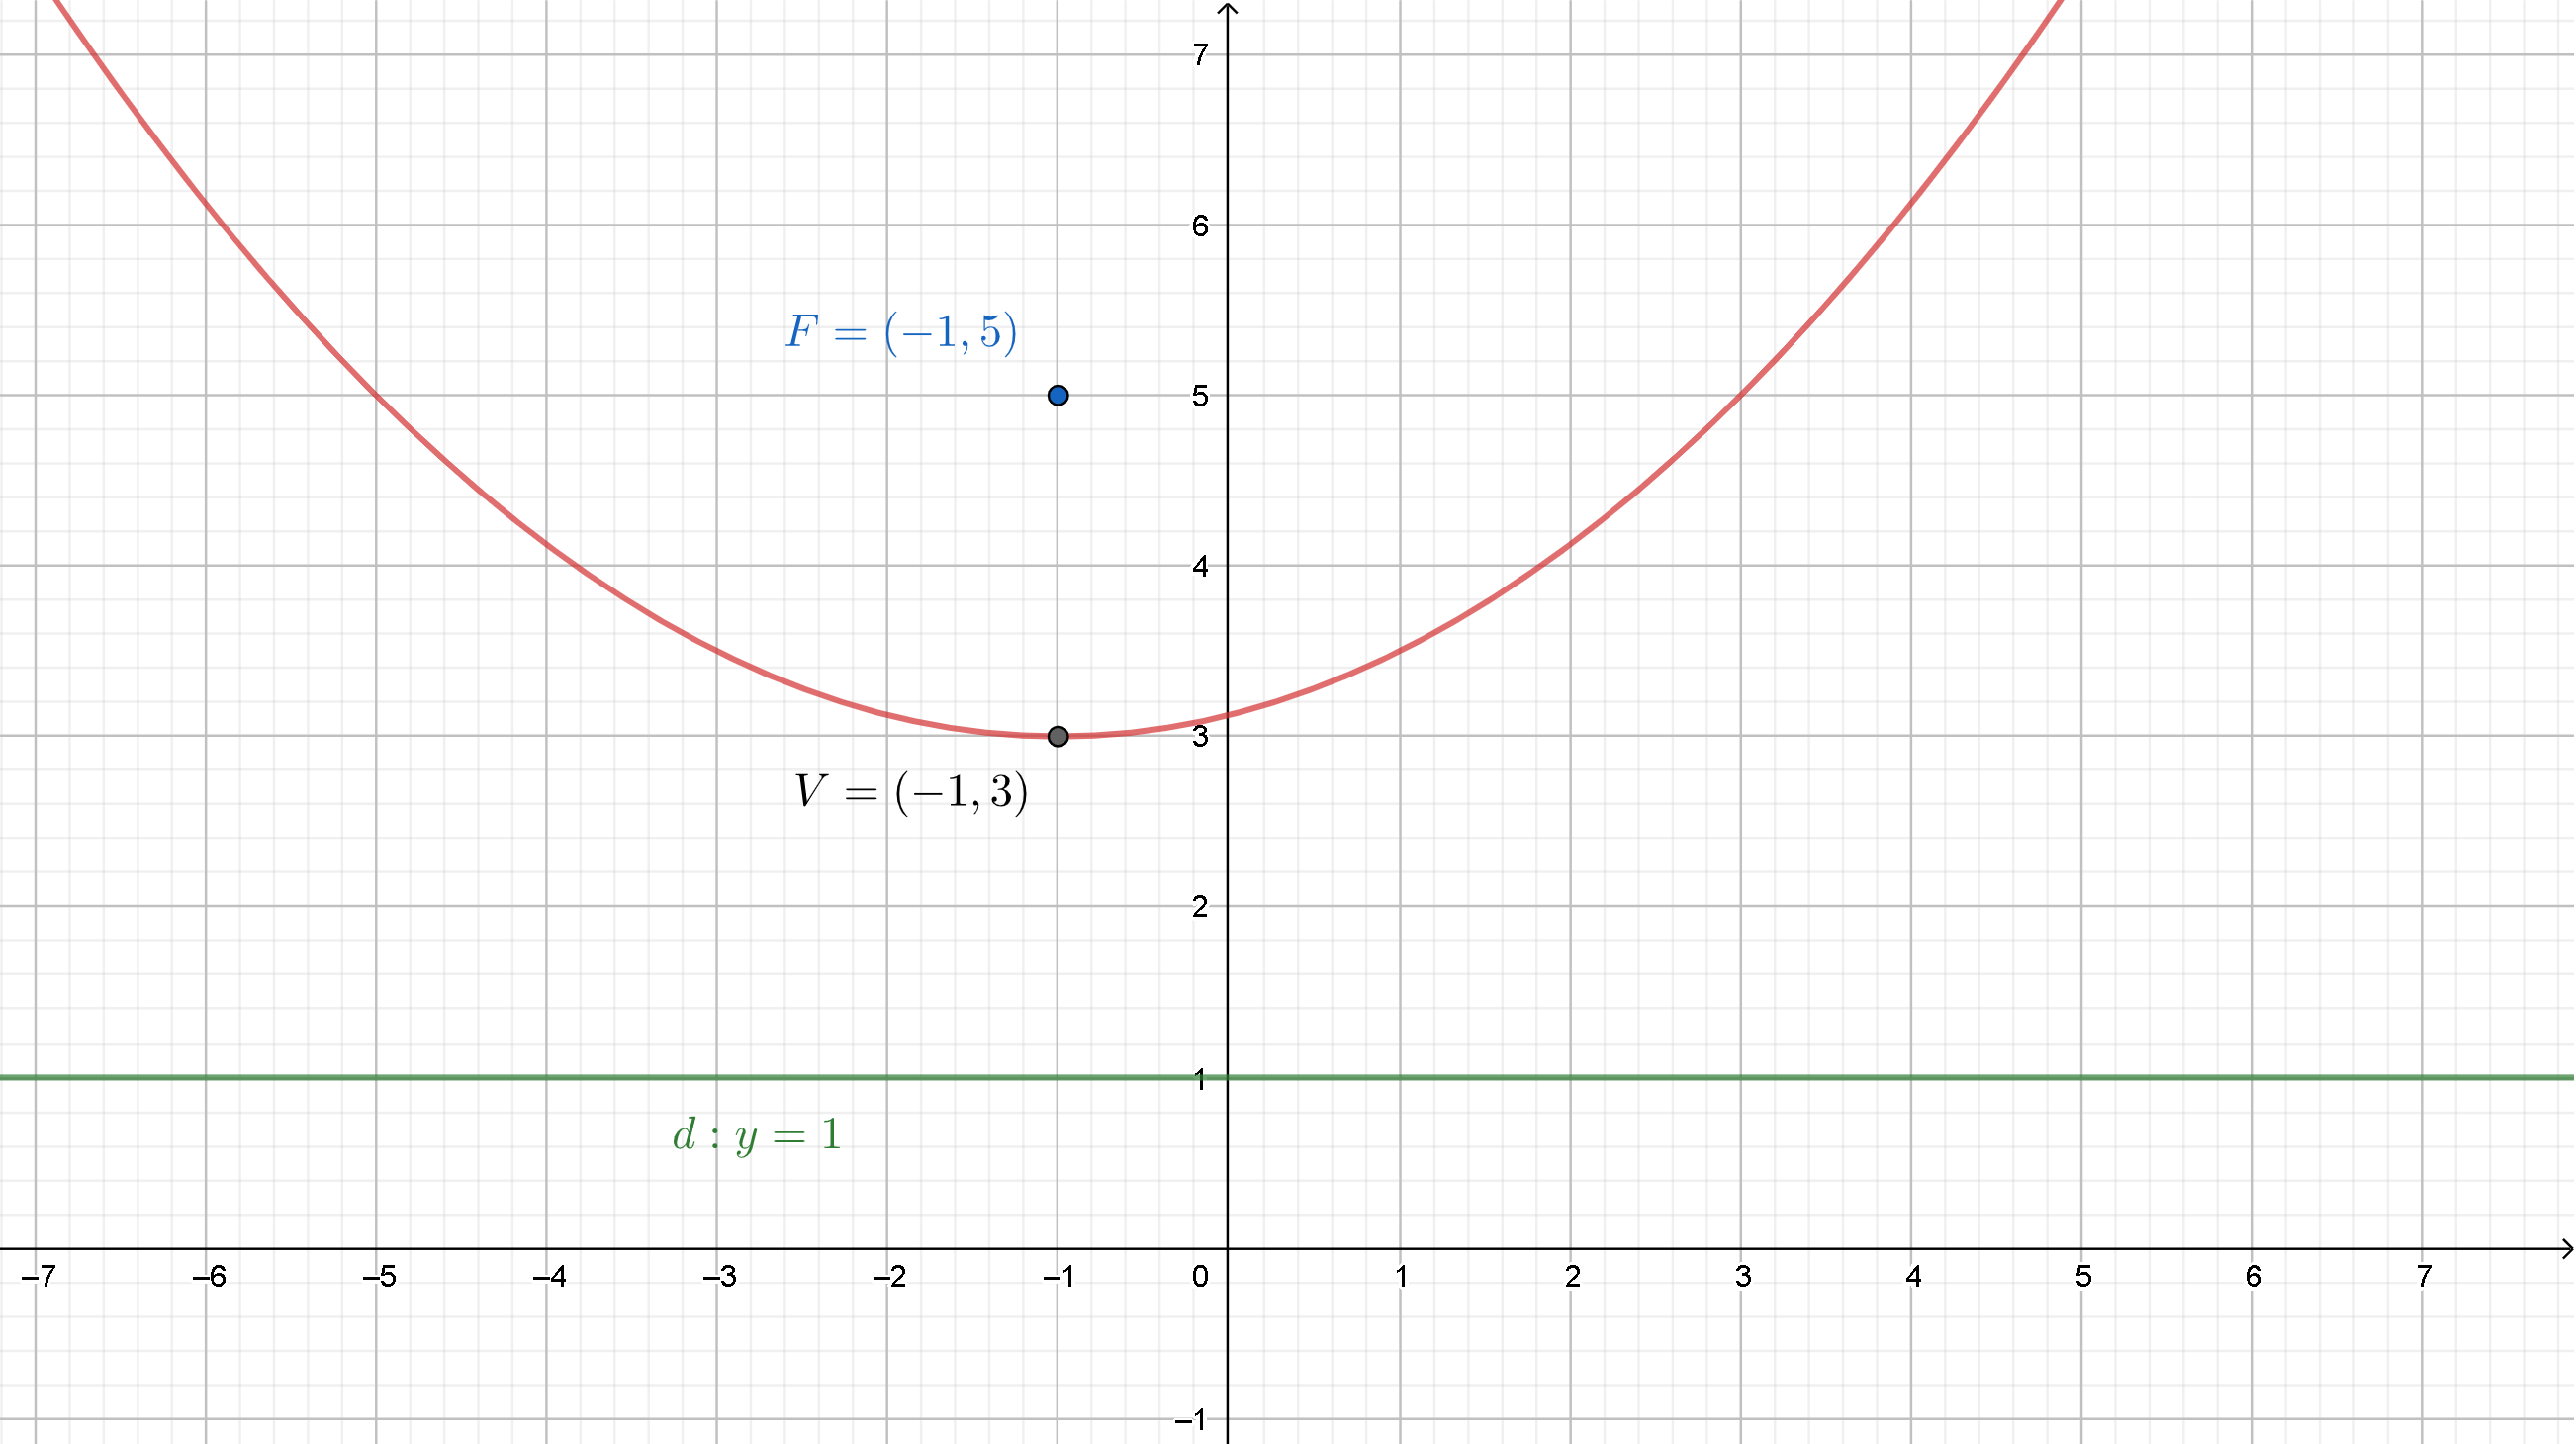 7
6
F = (−1, 5)
5
4
3
V = (−1, 3)
2
1
d : y = 1
–7 –6 –5 –4 –3 –2 –1 0 1 2 3 4 5 6 7
–1